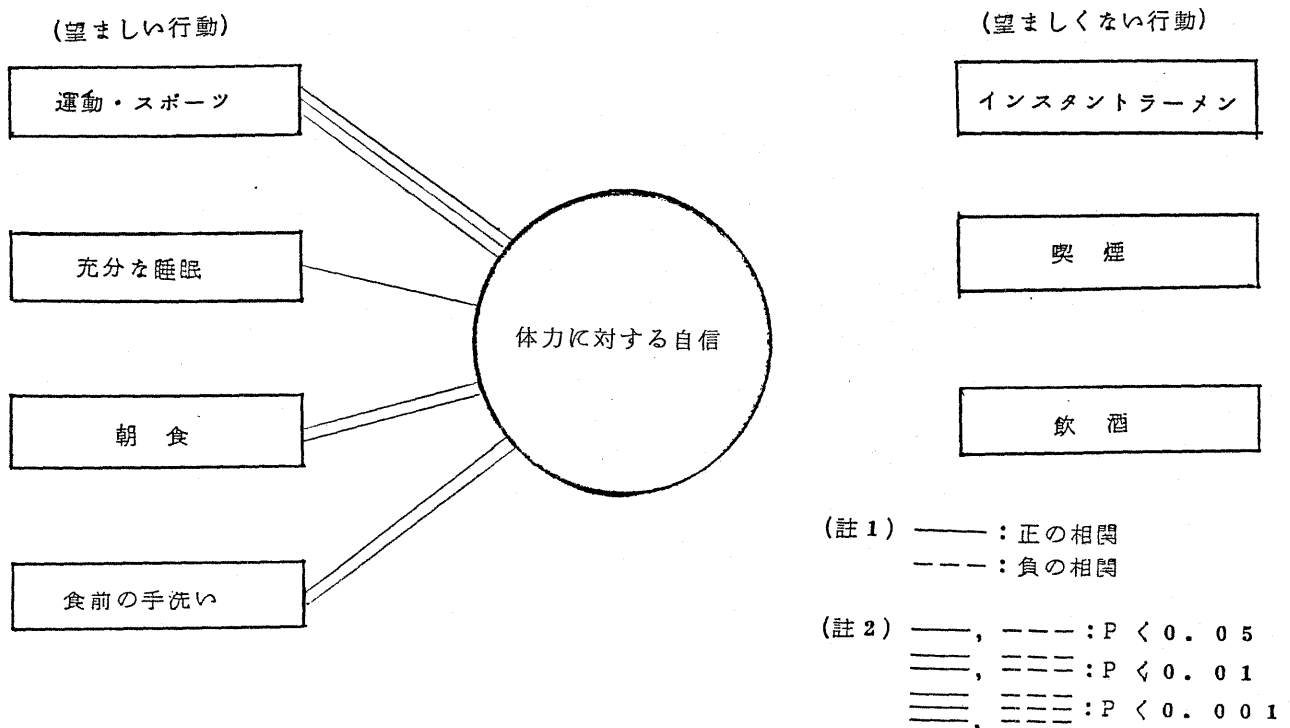 (望ましい行動)
運動・スポーツ
充分な睡眠
朝 食
食前の手洗い
体力に対する自信
(望ましくない行動)
インスタントラーメン
喫 煙
飲 酒
(註1) ―――:正の相関
---:負の相関
(註2) ――, ---:P<0.05
, :P<0.01
, :P<0.001